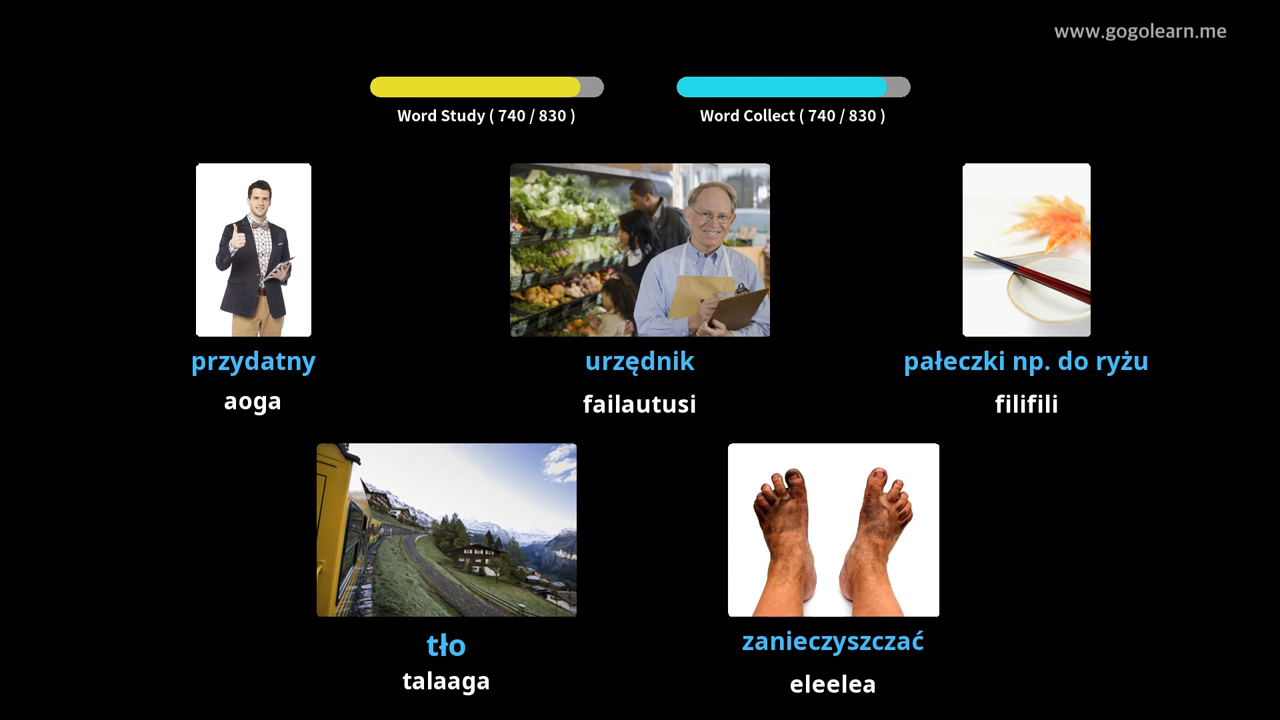 www.gogolearn.me
Word Study ( 740 / 830 )
Word Collect ( 740 / 830 )
przydatny
aoga
urzędnik
failautusi
pałeczki np. do ryżu
filifili
tło
talaaga
zanieczyszczać
eleelea